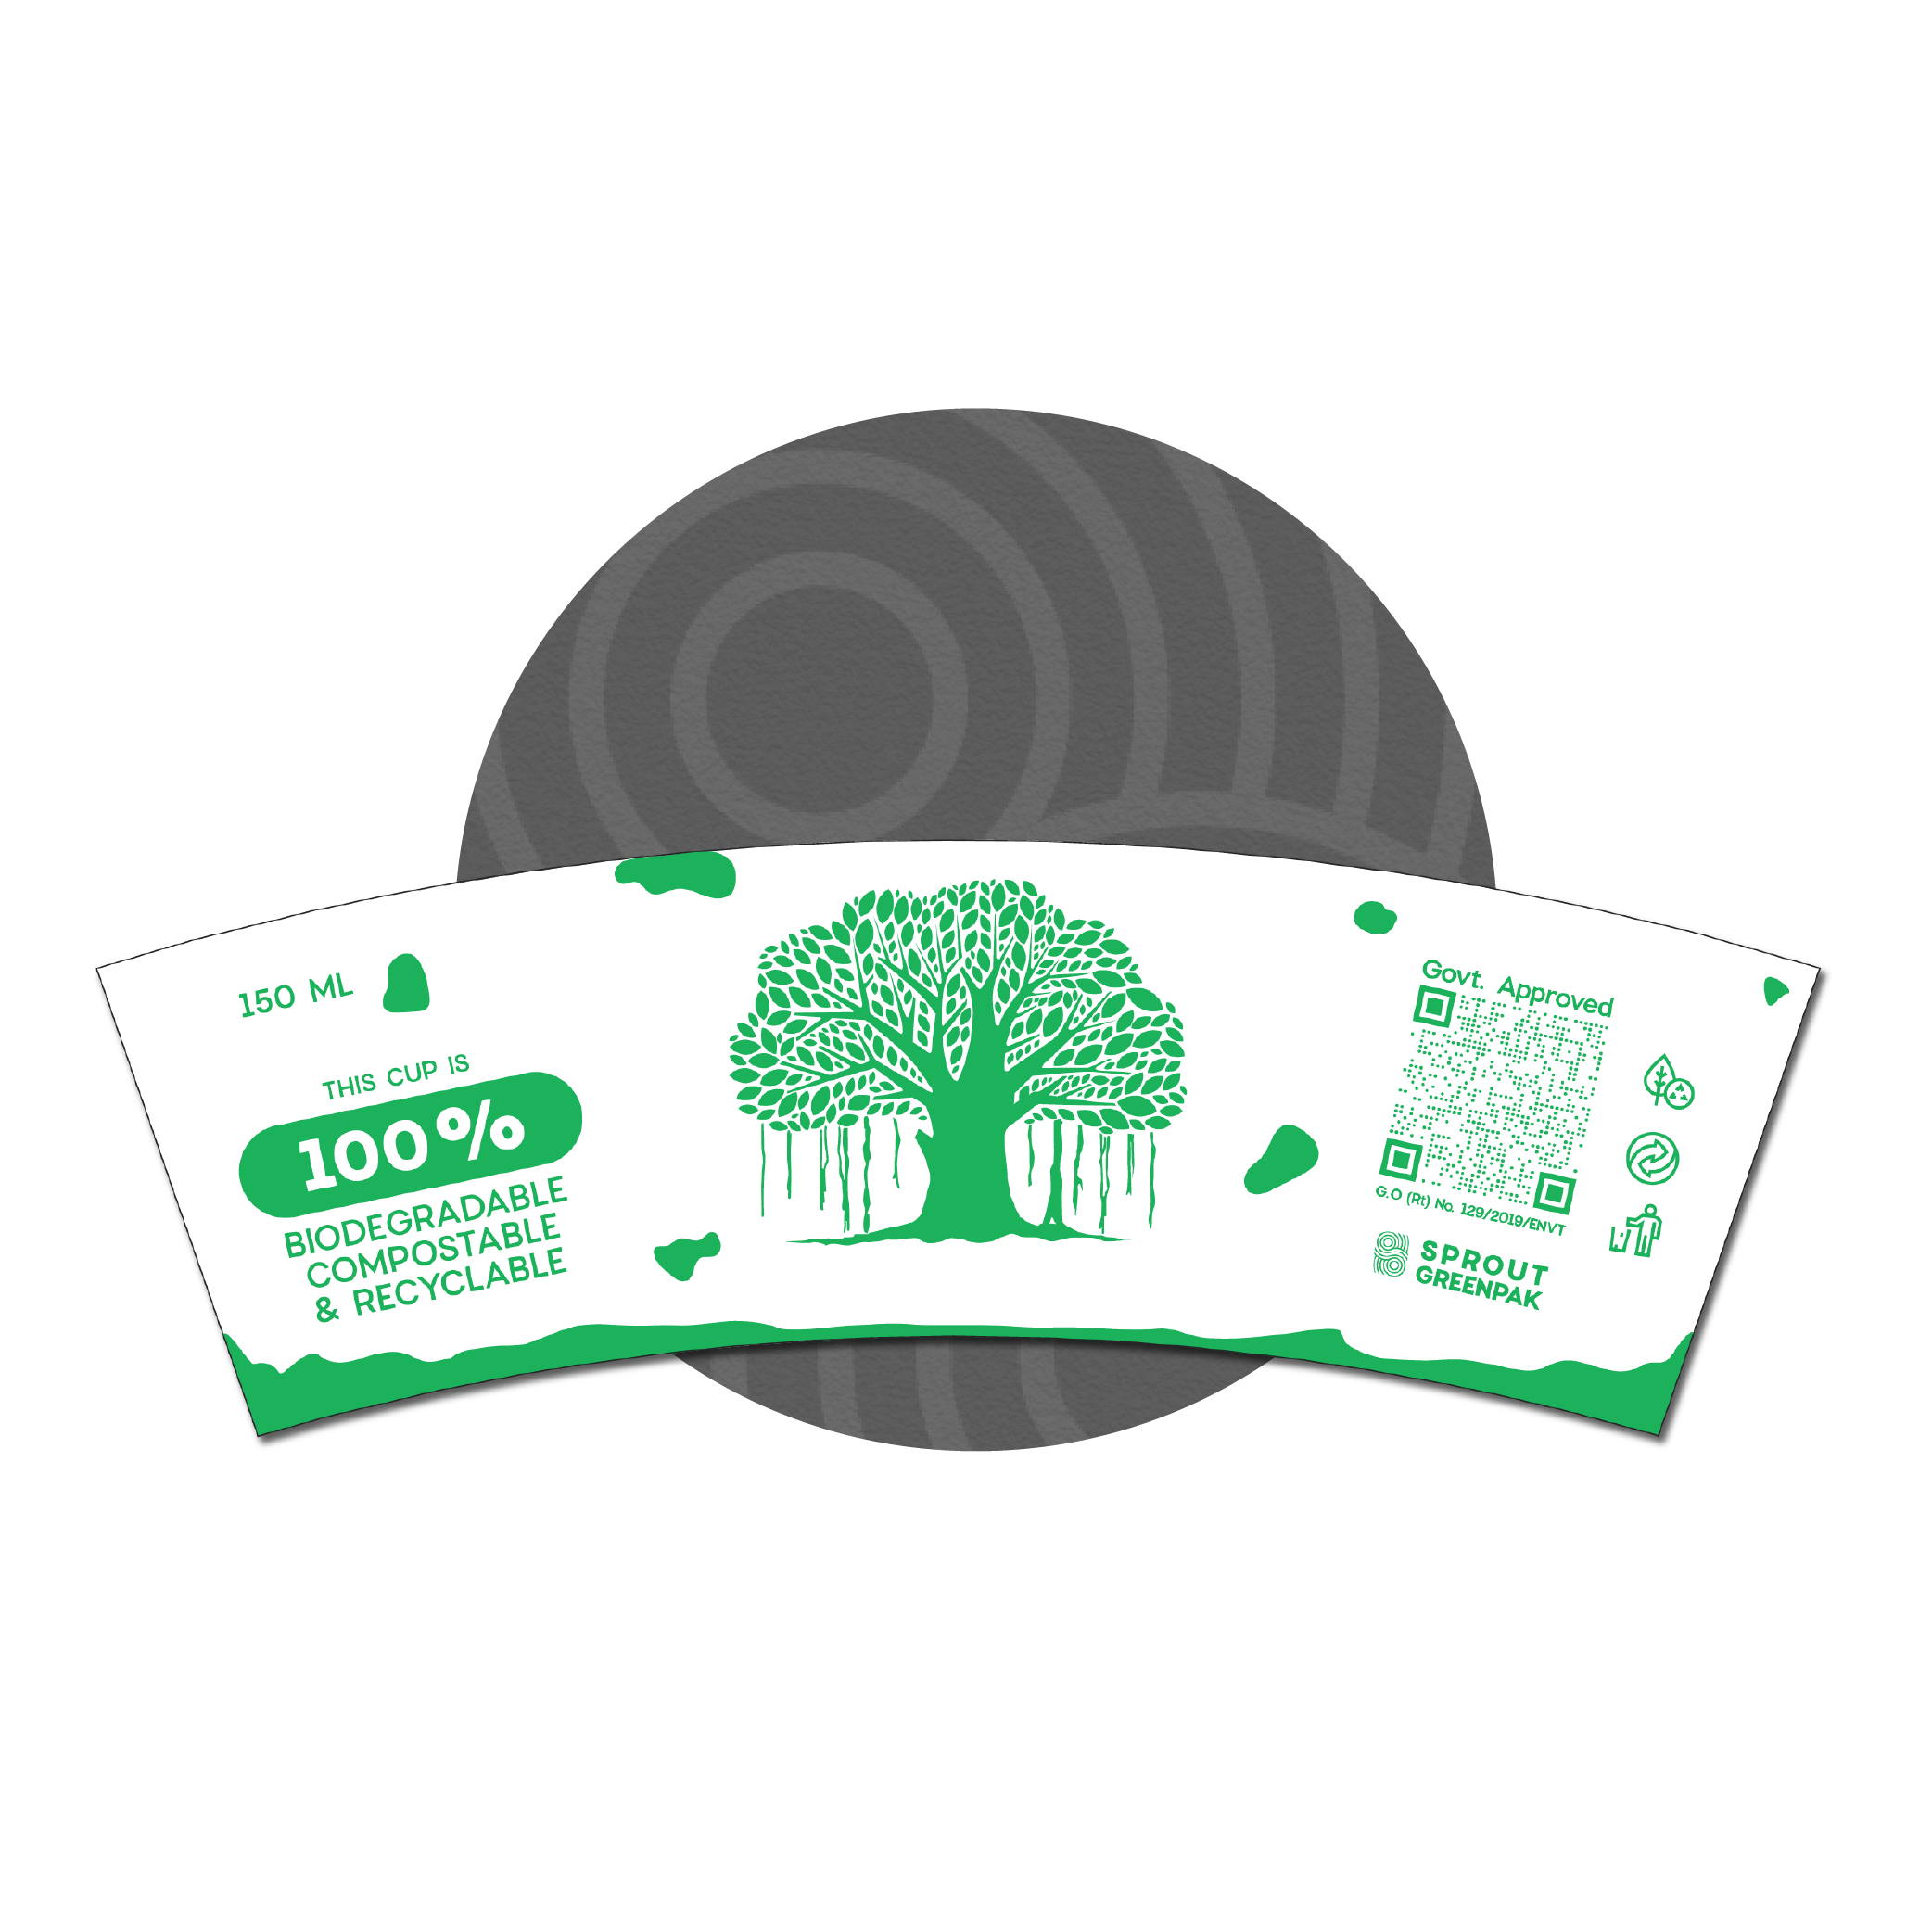 150 ML
THIS CUP IS
100%
BIODEGRADABLE
COMPOSTABLE
& RECYCLABLE
Govt. Approved
G.O (Rt) No. 129/2019/ENVT
SPROUT
GREENPAK